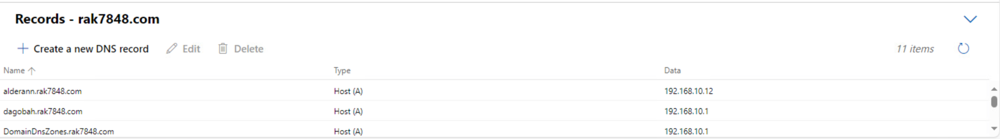 Records - rak7848.com
Create a new DNS record Edit Delete 11 items
Name Type Data
alderann.rak7848.com Host (A) 192.168.10.12
dagobah.rak7848.com Host (A) 192.168.10.1
DomainDnsZones.rak7848.com Host (A) 192.168.10.1